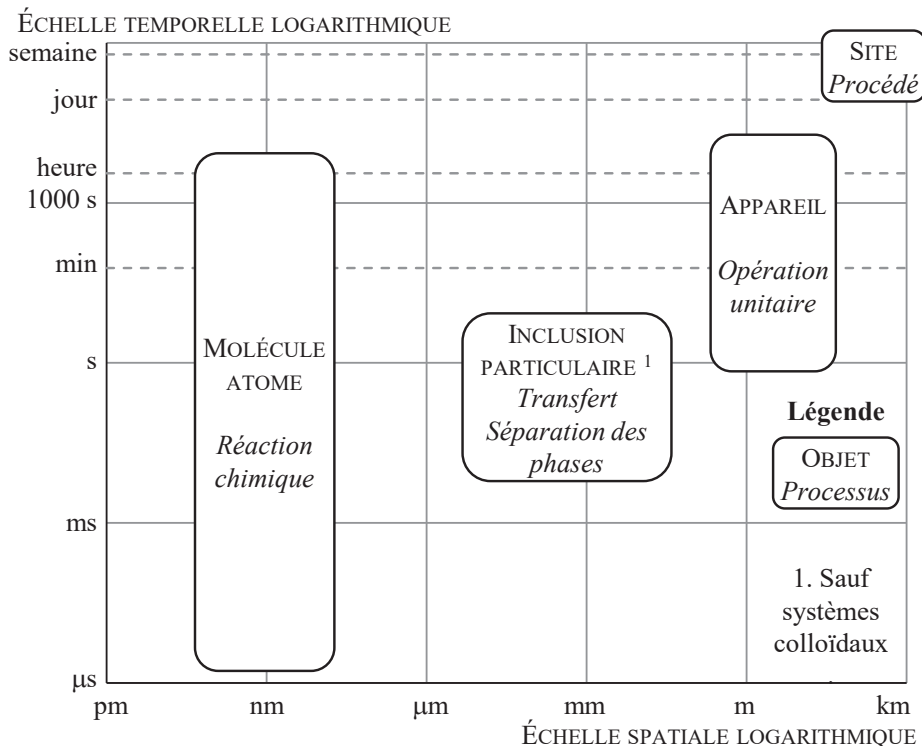 ÉCHELLE TEMPORELLE LOGARITHMIQUE
semaine
jour
heure
1000 s
min
s
ms
µs
SITE
Procédé
APPAREIL
Opération
unitaire
MOLÉCULE
ATOME
Réaction
chimique
INCLUSION
PARTICULAIRE 1
Transfert
Séparation des
phases
Légende
OBJET
Processus
1. Sauf
systèmes
colloïdaux
pm
nm
µm
mm
m
km
ÉCHELLE SPATIALE LOGARITHMIQUE